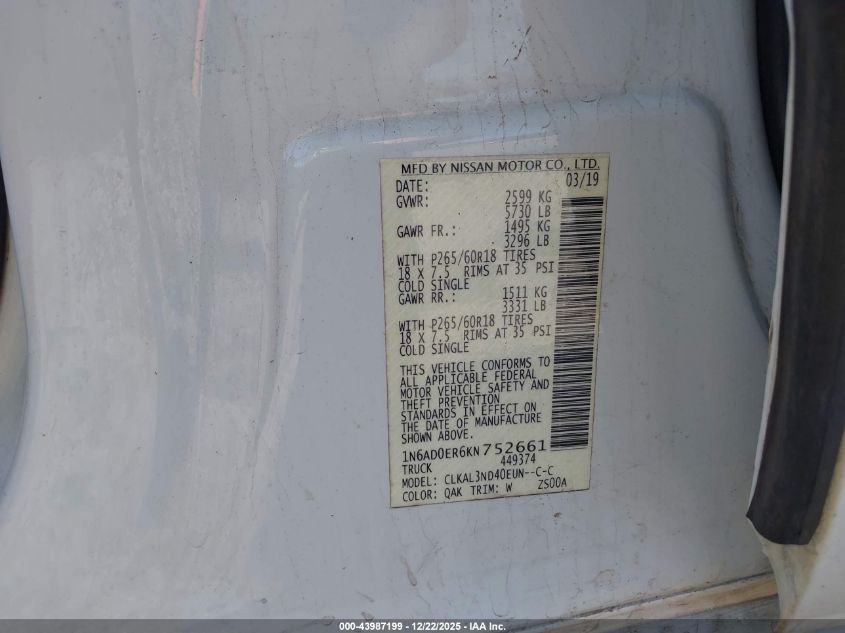 MFD BY NISSAN MOTOR CO., LTD.
DATE: 03/19
GVWR: 2599 KG
5730 LB
GAWR FR.: 1495 KG
3296 LB
WITH P265/60R18 TIRES
18 X 7.5 RIMS AT 35 PSI
COLD SINGLE
GAWR RR.: 1511 KG
3331 LB
WITH P265/60R18 TIRES
18 X 7.5 RIMS AT 35 PSI
COLD SINGLE
THIS VEHICLE CONFORMS TO
ALL APPLICABLE FEDERAL
MOTOR VEHICLE SAFETY AND
THEFT PREVENTION
STANDARDS IN EFFECT ON
THE DATE OF MANUFACTURE
SHOWN ABOVE.
1N6AD0ER6KN752661
TRUCK 449374
MODEL: CLKAL3ND40EUN--C-C
COLOR: QAK TRIM: W ZS00A
000-43987199 - 12/22/2025 - IAA Inc.